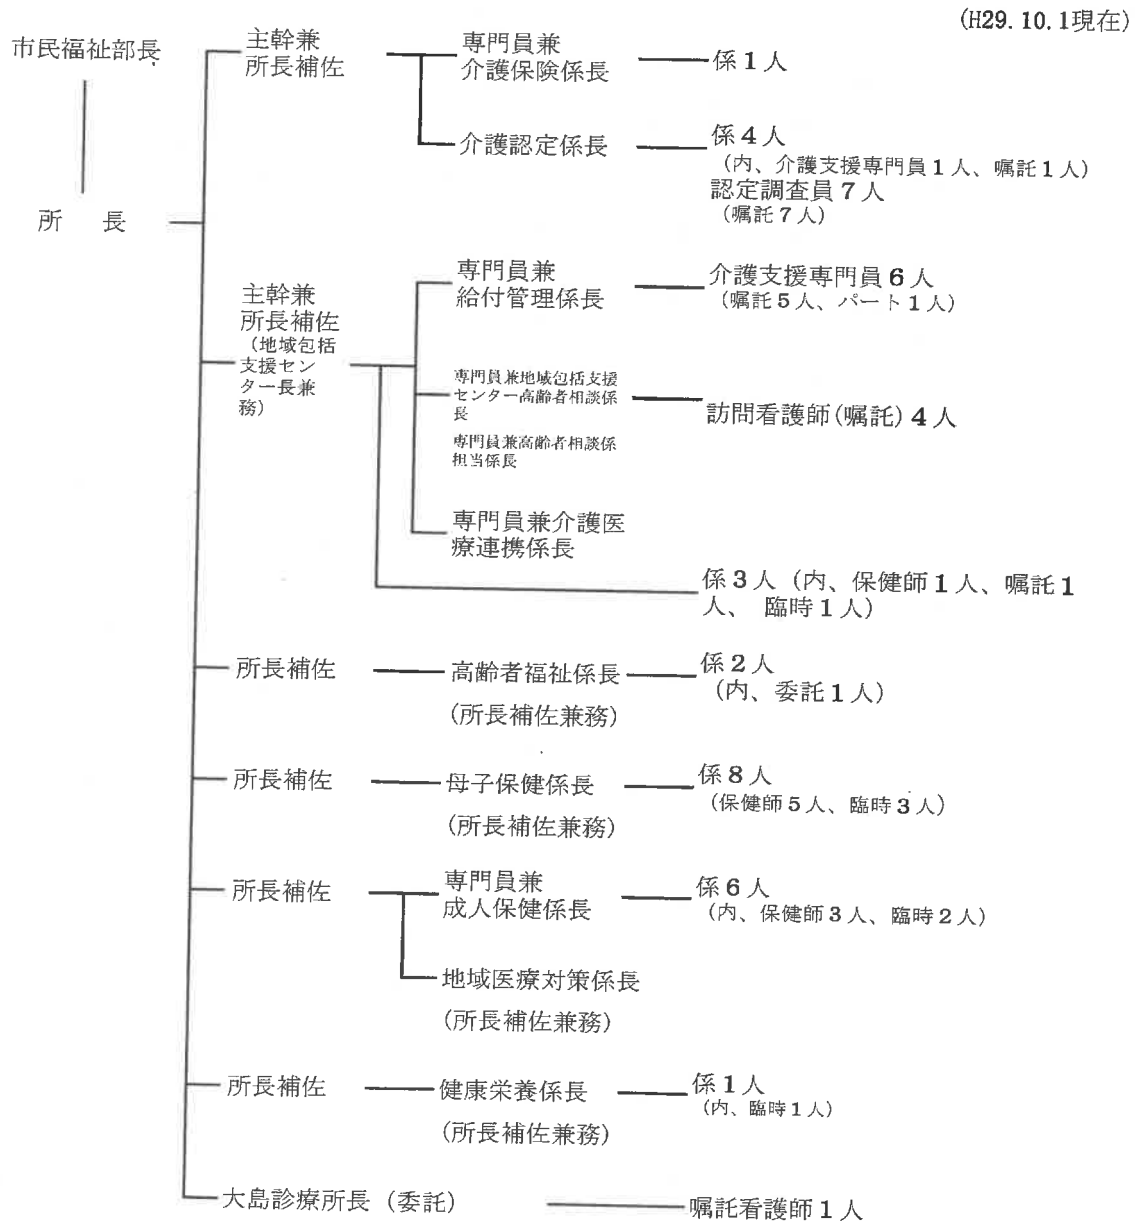 (H29.10.1現在)
市民福祉部長
所　長
主幹兼
所長補佐
専門員兼
介護保険係長
係1人
介護認定係長
係4人
(内、介護支援専門員1人、嘱託1人)
認定調査員7人
(嘱託7人)
主幹兼
所長補佐
(地域包括
支援セン
ター長兼
務)
専門員兼
給付管理係長
介護支援専門員6人
(嘱託5人、パート1人)
専門員兼地域包括支援
センター高齢者相談係
長
専門員兼高齢者相談係
担当係長
訪問看護師(嘱託)4人
専門員兼介護医
療連携係長
係3人 (内、保健師1人、嘱託1
人、 臨時1人)
所長補佐
高齢者福祉係長
(所長補佐兼務)
係2人
(内、委託1人)
所長補佐
母子保健係長
(所長補佐兼務)
係8人
(保健師5人、臨時3人)
所長補佐
専門員兼
成人保健係長
係6人
(内、保健師3人、臨時2人)
地域医療対策係長
(所長補佐兼務)
所長補佐
健康栄養係長
(所長補佐兼務)
係1人
(内、臨時1人)
大島診療所長 (委託)
嘱託看護師1人